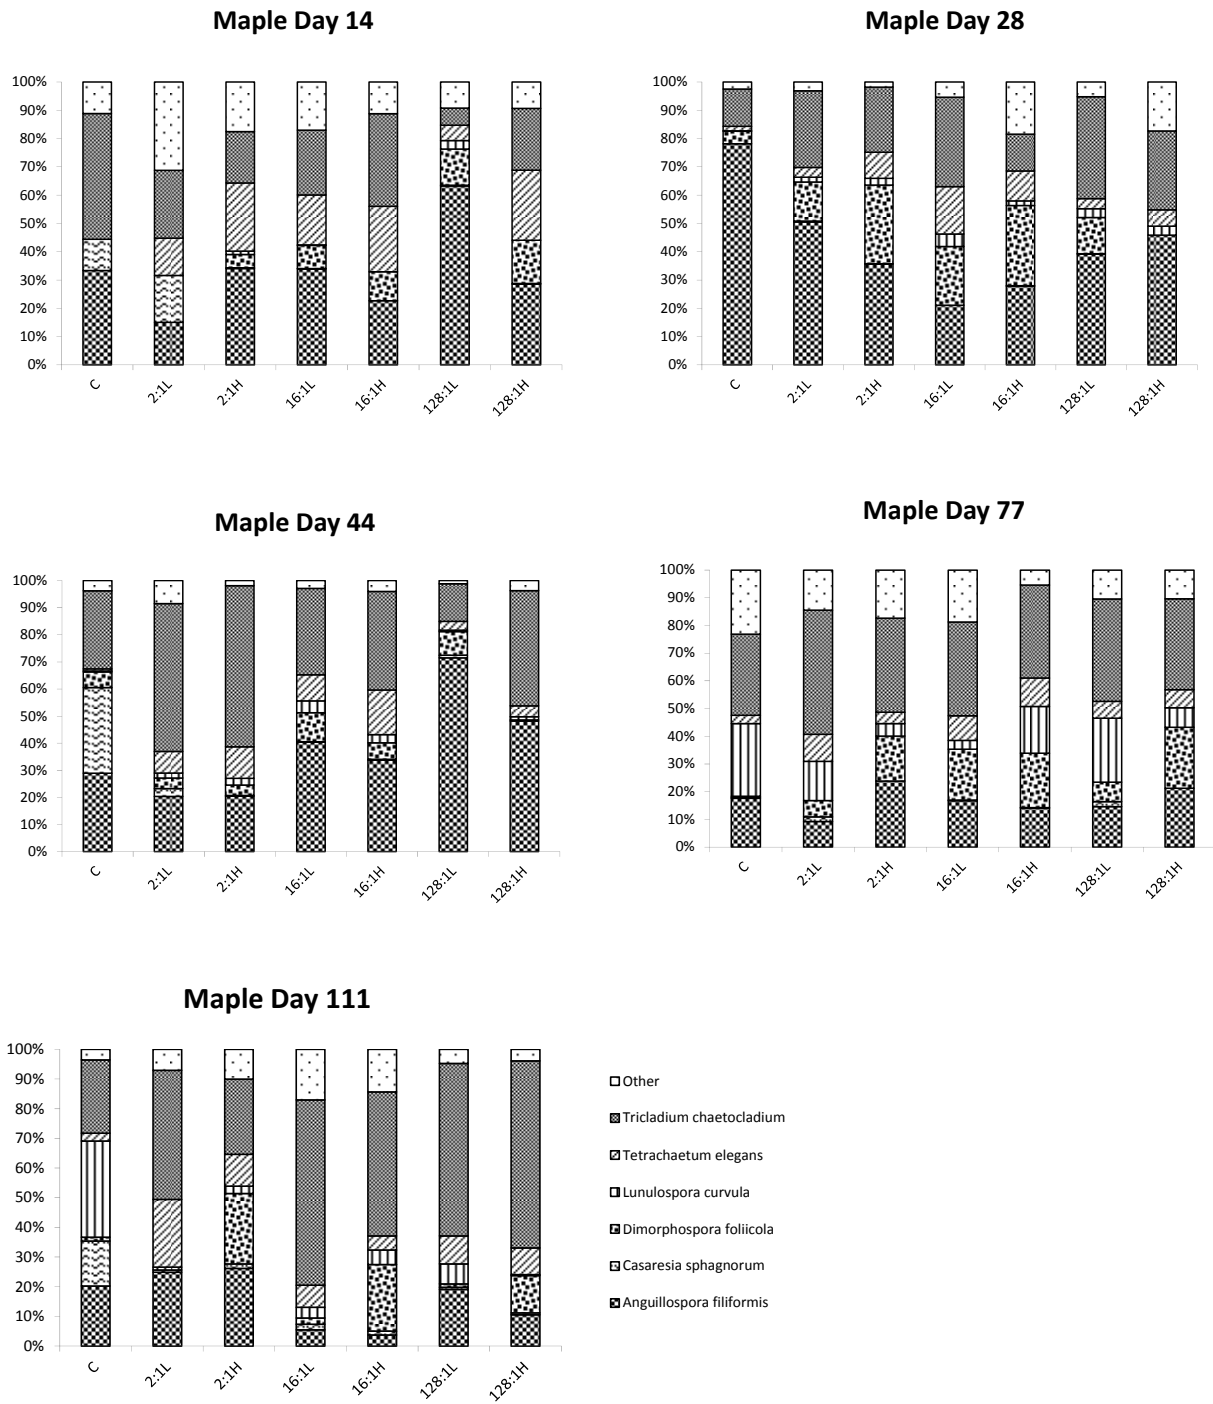 Maple Day 14
100%
90%
80%
70%
60%
50%
40%
30%
20%
10%
0%
C
2:1L
2:1H
16:1L
16:1H
128:1L
128:1H
Maple Day 28
100%
90%
80%
70%
60%
50%
40%
30%
20%
10%
0%
C
2:1L
2:1H
16:1L
16:1H
128:1L
128:1H
Maple Day 44
100%
90%
80%
70%
60%
50%
40%
30%
20%
10%
0%
C
2:1L
2:1H
16:1L
16:1H
128:1L
128:1H
Maple Day 77
100%
90%
80%
70%
60%
50%
40%
30%
20%
10%
0%
C
2:1L
2:1H
16:1L
16:1H
128:1L
128:1H
Maple Day 111
100%
90%
80%
70%
60%
50%
40%
30%
20%
10%
0%
C
2:1L
2:1H
16:1L
16:1H
128:1L
128:1H
Other
Tricladium chaetocladium
Tetrachaetum elegans
Lunulospora curvula
Dimorphospora foliicola
Casaresia sphagnorum
Anguillospora filiformis